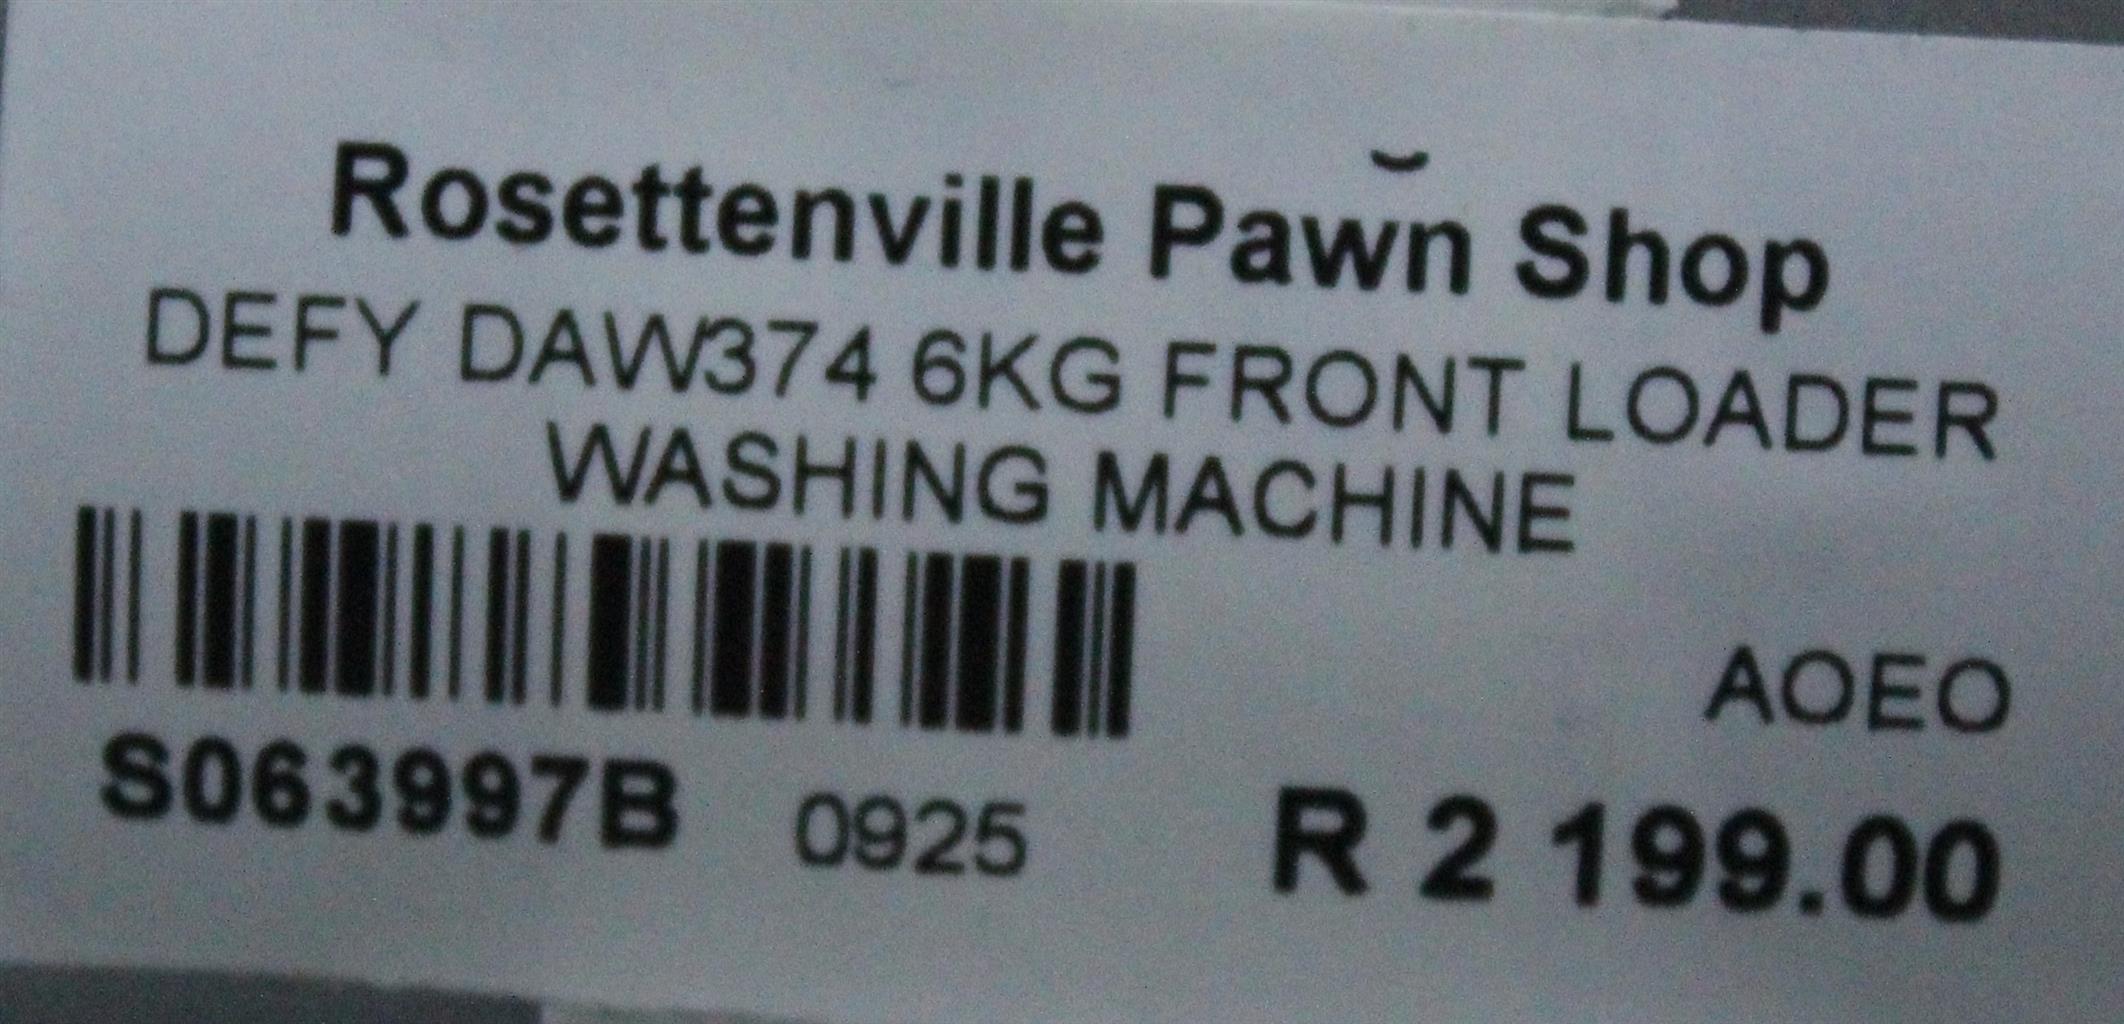 Rosettenville Pawn Shop
DEFY DAW374 6KG FRONT LOADER
WASHING MACHINE
AOEO
S063997B 0925 R 2 199.00